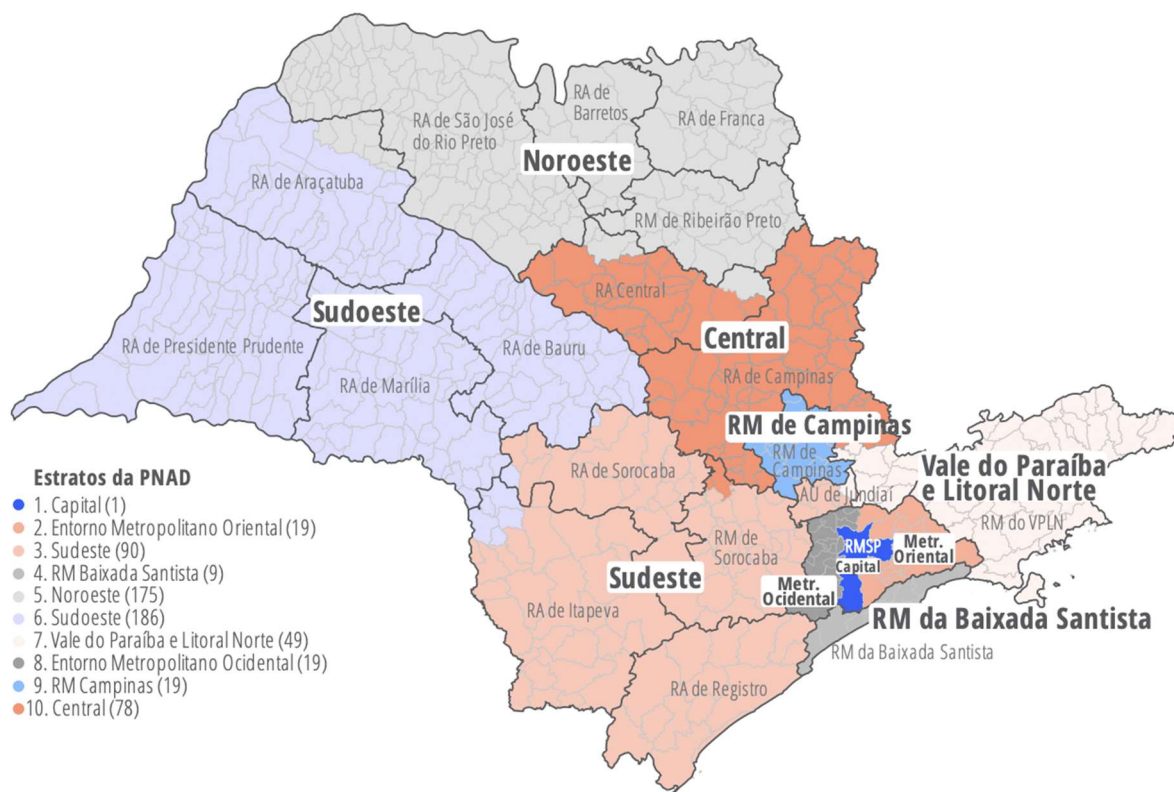 RA de
Barretos
RA de São José
do Rio Preto
RA de Franca
Noroeste
RA de Araçatuba
RM de Ribeirão Preto
RA Central
Sudoeste
Central
RA de Presidente Prudente
RA de Bauru
RA de Marília
RA de Campinas
RM de Campinas
RM de
Campinas
Vale do Paraíba
e Litoral Norte
RA de Sorocaba
AU de Jundiaí
RM do VPLN
RM de
Sorocaba
RMSP
Capital
Metr.
Oriental
Sudeste
Metr.
Ocidental
RA de Itapeva
RM da Baixada Santista
RM da Baixada Santista
RA de Registro
Estratos da PNAD
1. Capital (1)
2. Entorno Metropolitano Oriental (19)
3. Sudeste (90)
4. RM Baixada Santista (9)
5. Noroeste (175)
6. Sudoeste (186)
7. Vale do Paraíba e Litoral Norte (49)
8. Entorno Metropolitano Ocidental (19)
9. RM Campinas (19)
10. Central (78)